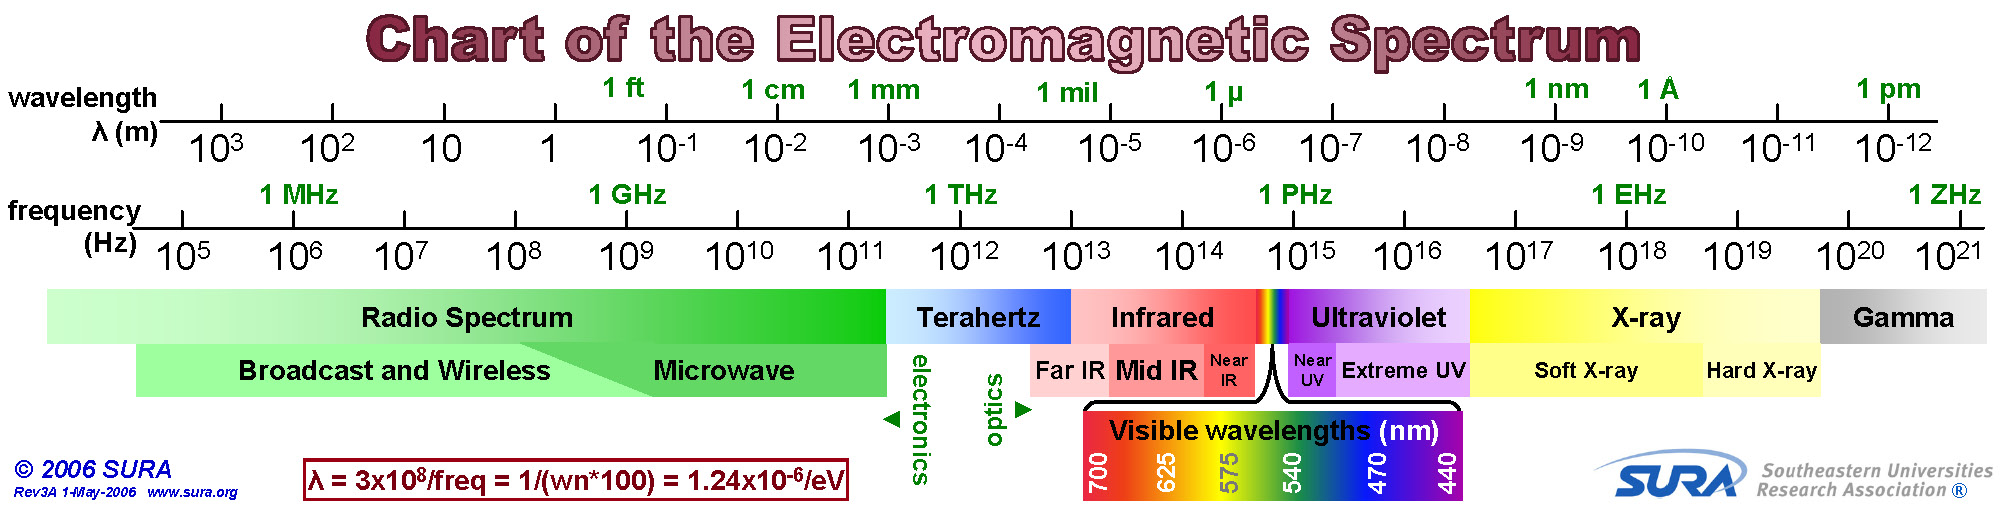 Chart of the Electromagnetic Spectrum
1 ft 1 cm 1 mm 1 mil 1 µ 1 nm 1 Å 1 pm
wavelength
λ (m)
10³ 10² 10 1 10⁻¹ 10⁻² 10⁻³ 10⁻⁴ 10⁻⁵ 10⁻⁶ 10⁻⁷ 10⁻⁸ 10⁻⁹ 10⁻¹⁰ 10⁻¹¹ 10⁻¹²
1 MHz 1 GHz 1 THz 1 PHz 1 EHz 1 ZHz
frequency
(Hz)
10⁵ 10⁶ 10⁷ 10⁸ 10⁹ 10¹⁰ 10¹¹ 10¹² 10¹³ 10¹⁴ 10¹⁵ 10¹⁶ 10¹⁷ 10¹⁸ 10¹⁹ 10²⁰ 10²¹
Radio Spectrum Terahertz Infrared Ultraviolet X-ray Gamma
Broadcast and Wireless Microwave
electronics
optics
Far IR Mid IR
Near
IR
Near
UV
Extreme UV Soft X-ray Hard X-ray
Visible wavelengths (nm)
700 625 575 540 470 440
© 2006 SURA
Rev3A 1-May-2006 www.sura.org
λ = 3x10⁸/freq = 1/(wn*100) = 1.24x10⁻⁶/eV
SURA
Southeastern Universities
Research Association ®